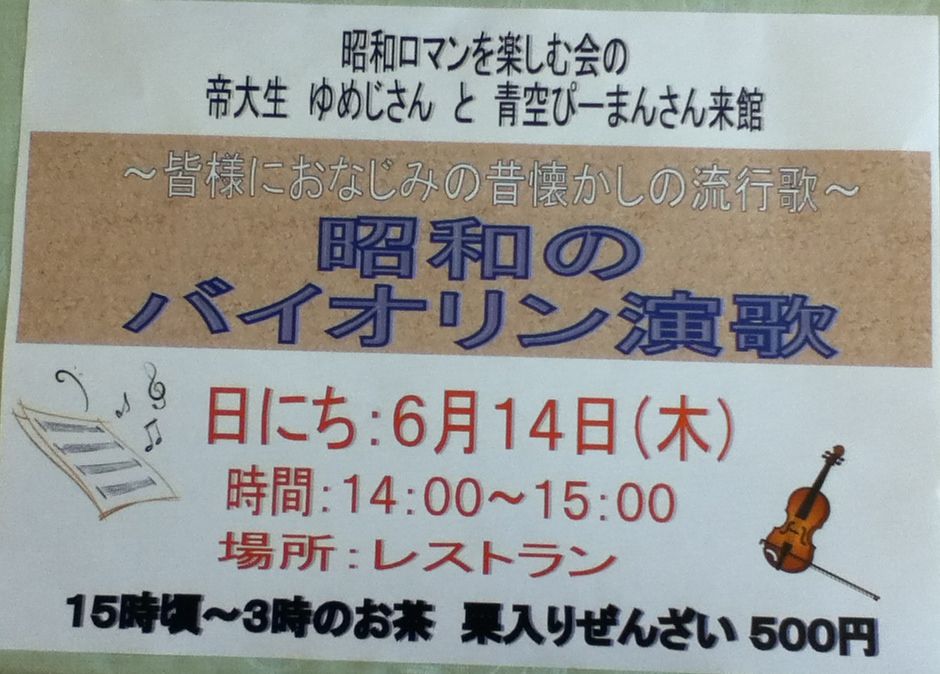 昭和ロマンを楽しむ会の
帝大生 ゆめじさん と 青空ぴーまんさん来館
～皆様におなじみの昔懐かしの流行歌～
昭和の
バイオリン演歌
日にち:6月14日(木)
時間:14:00～15:00
場所:レストラン
15時頃～3時のお茶 栗入りぜんざい 500円